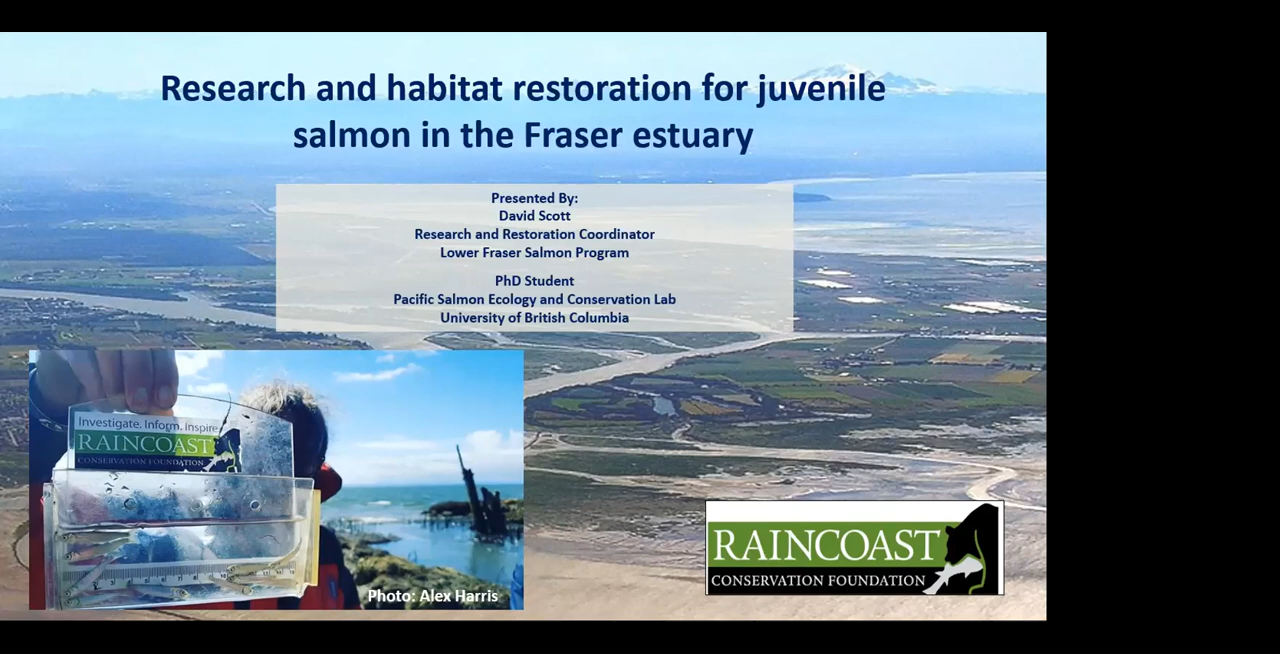 Research and habitat restoration for juvenile
salmon in the Fraser estuary
Presented By:
David Scott
Research and Restoration Coordinator
Lower Fraser Salmon Program
PhD Student
Pacific Salmon Ecology and Conservation Lab
University of British Columbia
Investigate. Inform. Inspire
RAINCOAST
CONSERVATION FOUNDATION
Photo: Alex Harris
RAINCOAST
CONSERVATION FOUNDATION